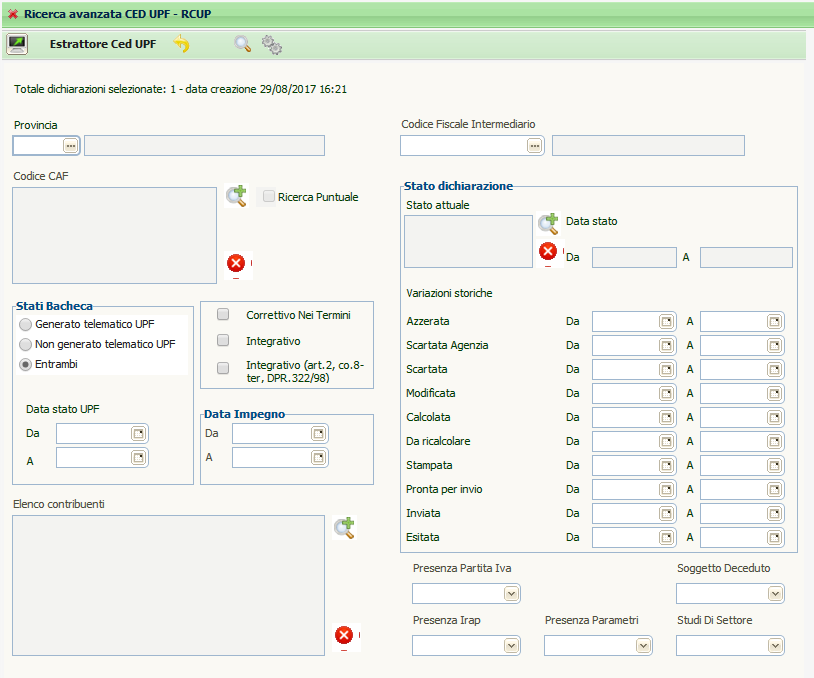 Ricerca avanzata CED UPF - RCUP
Estrattore Ced UPF
Totale dichiarazioni selezionate: 1 - data creazione 29/08/2017 16:21
Provincia
Codice Fiscale Intermediario
Codice CAF
Ricerca Puntuale
Stato dichiarazione
Stato attuale
Data stato
Da A
Variazioni storiche
Azzerata Da A
Scartata Agenzia Da A
Scartata Da A
Modificata Da A
Calcolata Da A
Da ricalcolare Da A
Stampata Da A
Pronta per invio Da A
Inviata Da A
Esitata Da A
Stati Bacheca
Generato telematico UPF
Non generato telematico UPF
Entrambi
Data stato UPF
Da
A
Correttivo Nei Termini
Integrativo
Integrativo (art.2, co.8-
ter, DPR.322/98)
Data Impegno
Da
A
Elenco contribuenti
Presenza Partita Iva
Soggetto Deceduto
Presenza Irap
Presenza Parametri
Studi Di Settore